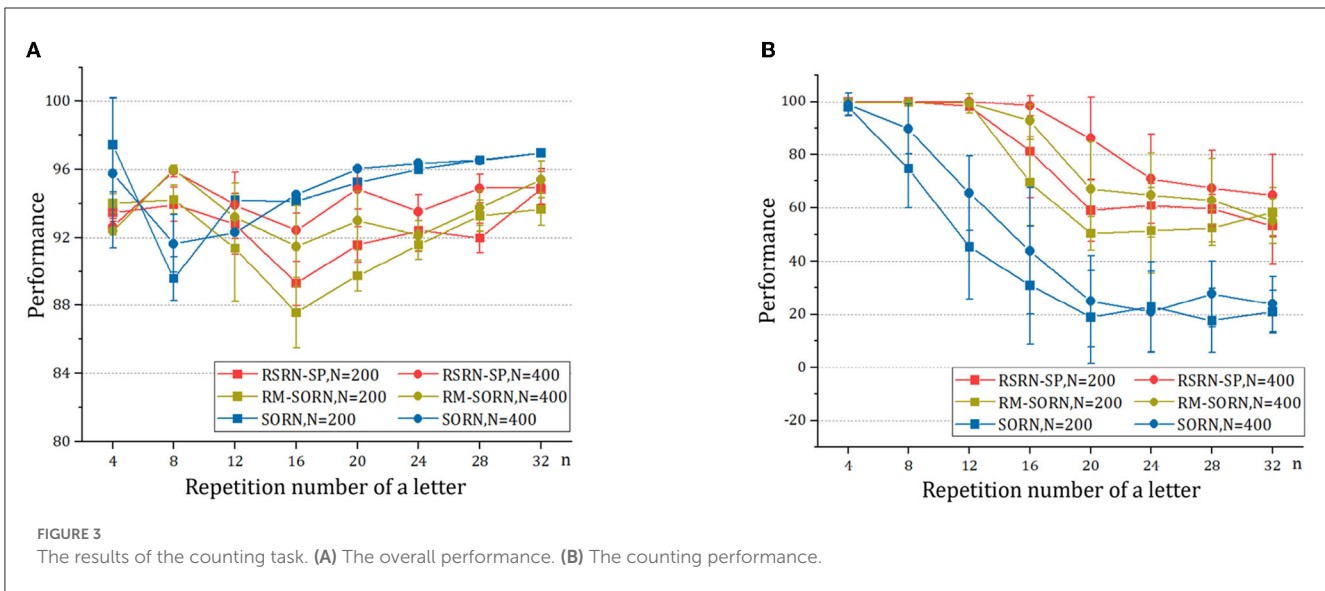 A
Performance
100
96
92
88
84
80
RSRN-SP,N=200 RSRN-SP,N=400
RM-SORN,N=200 RM-SORN,N=400
SORN,N=200 SORN,N=400
4 8 12 16 20 24 28 32 n
Repetition number of a letter
B
Performance
100
80
60
40
20
0
-20
RSRN-SP,N=200 RSRN-SP,N=400
RM-SORN,N=200 RM-SORN,N=400
SORN,N=200 SORN,N=400
4 8 12 16 20 24 28 32 n
Repetition number of a letter
FIGURE 3
The results of the counting task. (A) The overall performance. (B) The counting performance.